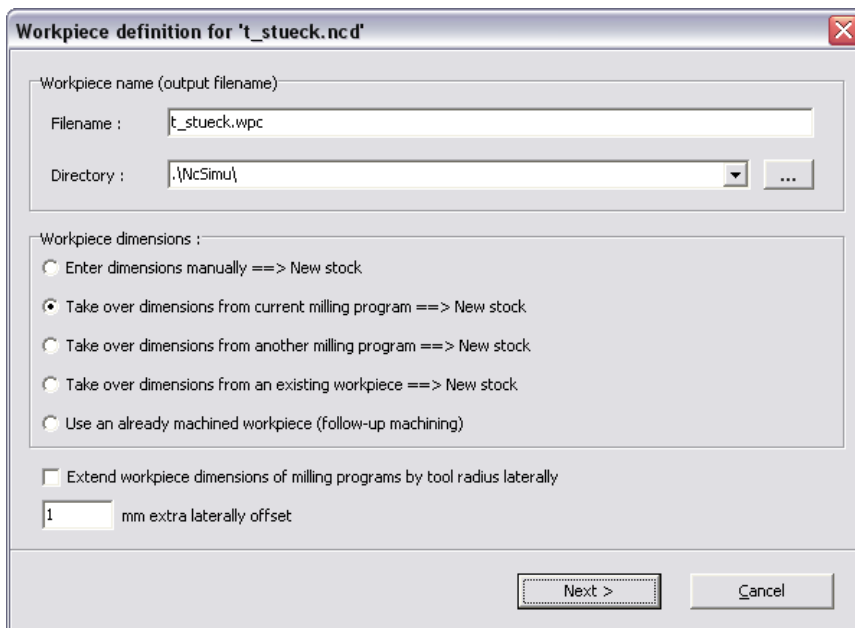 Workpiece definition for 't_stueck.ncd'
Workpiece name (output filename)
Filename : t_stueck.wpc
Directory : .\NcSimu\ ...
Workpiece dimensions :
Enter dimensions manually ==> New stock
Take over dimensions from current milling program ==> New stock
Take over dimensions from another milling program ==> New stock
Take over dimensions from an existing workpiece ==> New stock
Use an already machined workpiece (follow-up machining)
Extend workpiece dimensions of milling programs by tool radius laterally
1 mm extra laterally offset
Next > Cancel